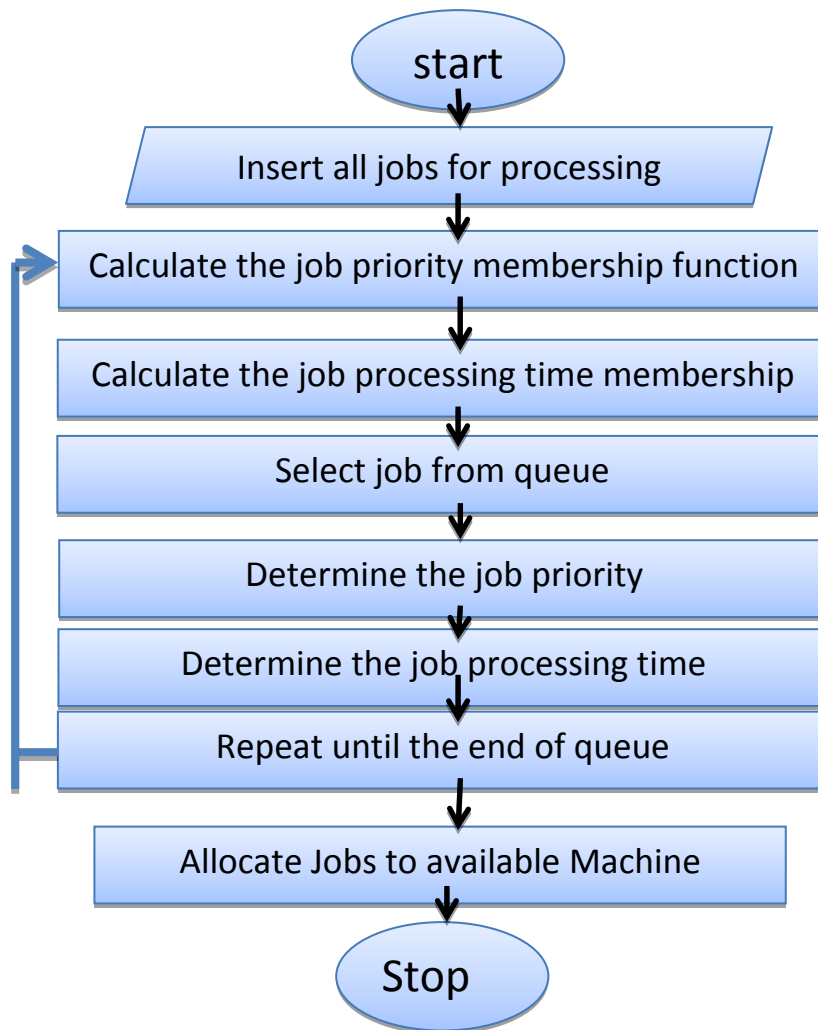 start
Insert all jobs for processing
Calculate the job priority membership function
Calculate the job processing time membership
Select job from queue
Determine the job priority
Determine the job processing time
Repeat until the end of queue
Allocate Jobs to available Machine
Stop